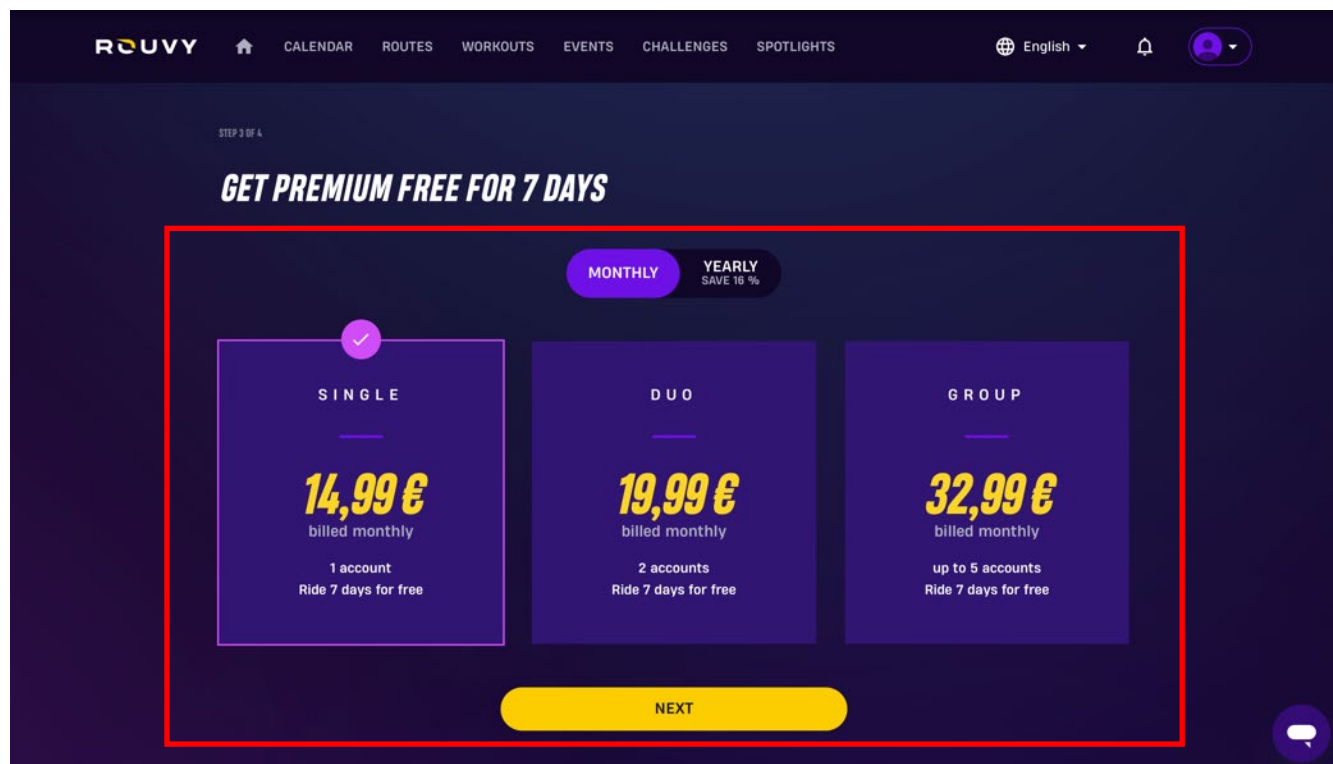 ROUVY CALENDAR ROUTES WORKOUTS EVENTS CHALLENGES SPOTLIGHTS English
STEP 3 OF 4
GET PREMIUM FREE FOR 7 DAYS
MONTHLY YEARLY
SAVE 16 %
SINGLE
14,99 €
billed monthly
1 account
Ride 7 days for free
DUO
19,99 €
billed monthly
2 accounts
Ride 7 days for free
GROUP
32,99 €
billed monthly
up to 5 accounts
Ride 7 days for free
NEXT